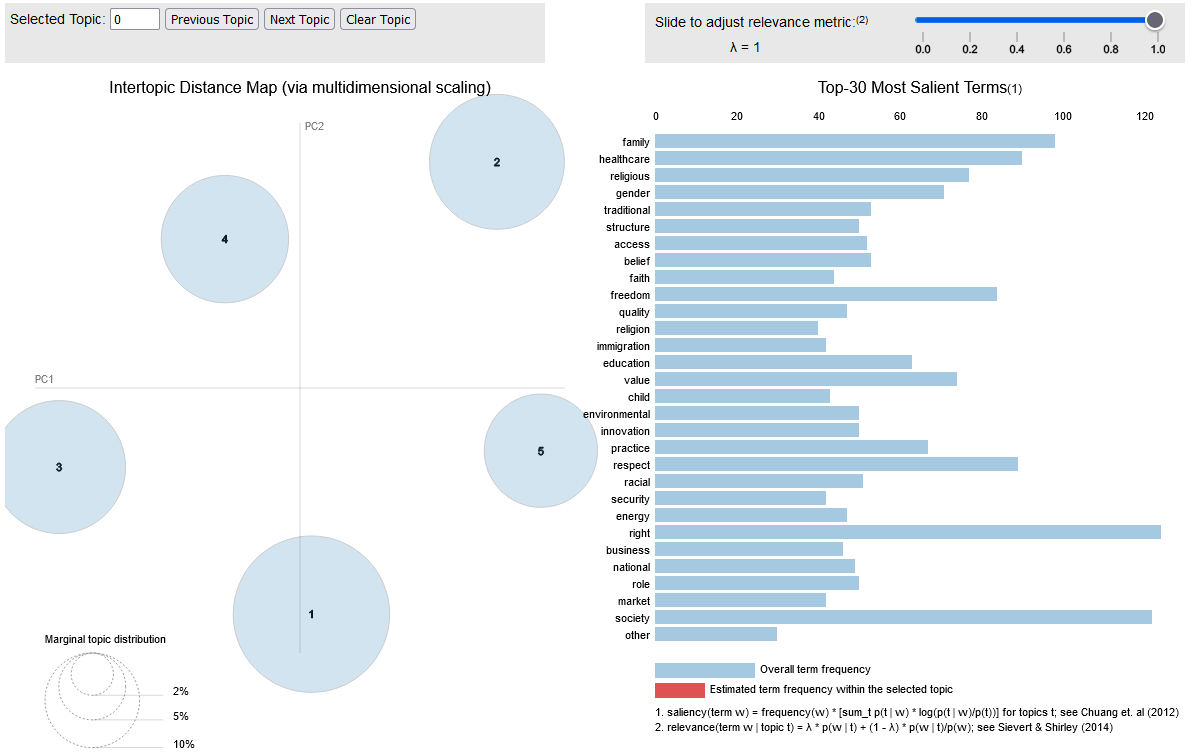 Selected Topic: 0 Previous Topic Next Topic Clear Topic
Slide to adjust relevance metric:(2)
λ = 1
0.0 0.2 0.4 0.6 0.8 1.0
Intertopic Distance Map (via multidimensional scaling)
PC2
PC1
2
4
3
5
1
Marginal topic distribution
2%
5%
10%
Top-30 Most Salient Terms(1)
0 20 40 60 80 100 120
family
healthcare
religious
gender
traditional
structure
access
belief
faith
freedom
quality
religion
immigration
education
value
child
environmental
innovation
practice
respect
racial
security
energy
right
business
national
role
market
society
other
Overall term frequency
Estimated term frequency within the selected topic
1. saliency(term w) = frequency(w) * [sum_t p(t | w) * log(p(t | w)/p(t))] for topics t; see Chuang et. al (2012)
2. relevance(term w | topic t) = λ * p(w | t) + (1 - λ) * p(w | t)/p(w); see Sievert & Shirley (2014)